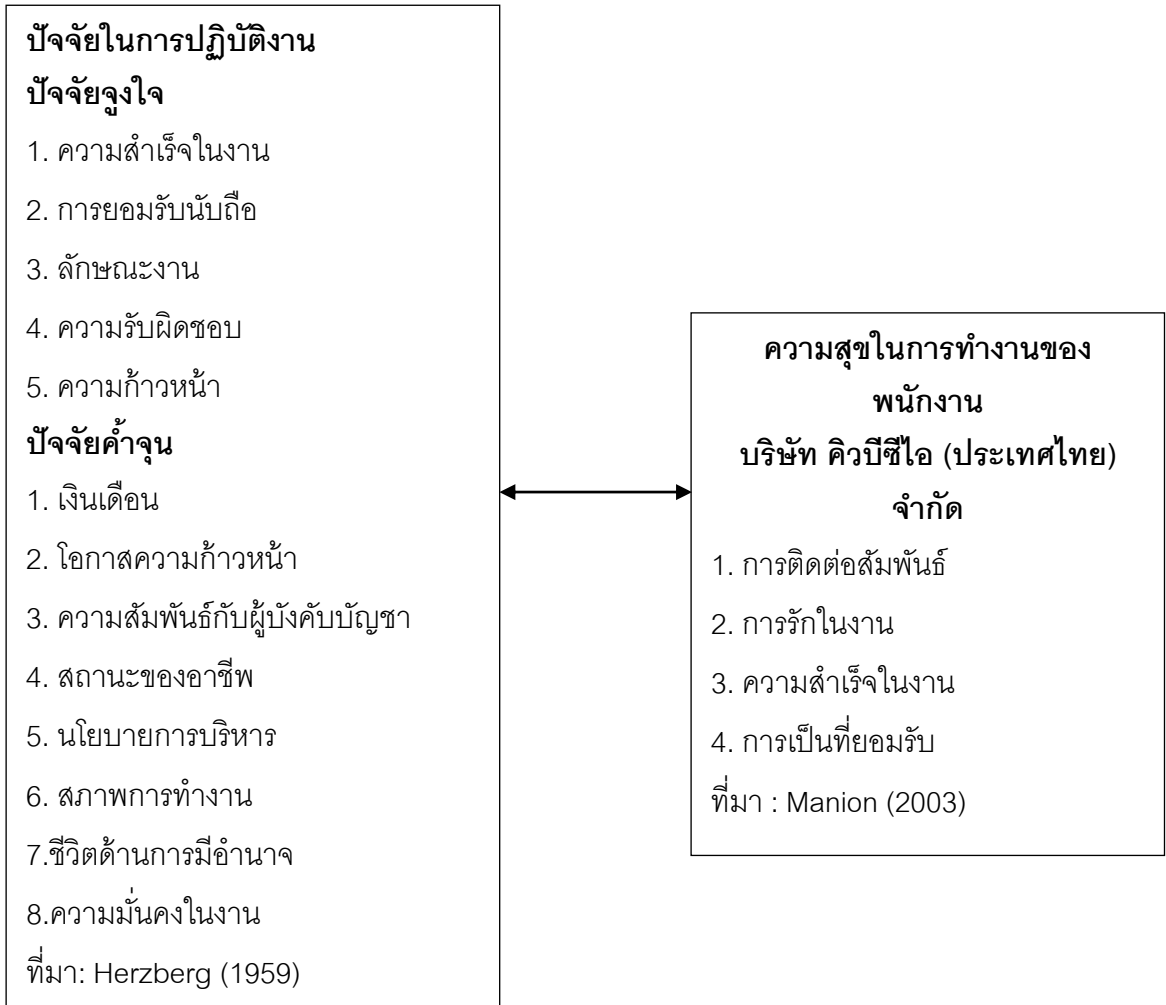 ปัจจัยในการปฏิบัติงาน
ปัจจัยจูงใจ
1. ความสำเร็จในงาน
2. การยอมรับนับถือ
3. ลักษณะงาน
4. ความรับผิดชอบ
5. ความก้าวหน้า
ปัจจัยค้ำจุน
1. เงินเดือน
2. โอกาสความก้าวหน้า
3. ความสัมพันธ์กับผู้บังคับบัญชา
4. สถานะของอาชีพ
5. นโยบายการบริหาร
6. สภาพการทำงาน
7.ชีวิตด้านการมีอำนาจ
8.ความมั่นคงในงาน
ที่มา: Herzberg (1959)
ความสุขในการทำงานของ
พนักงาน
บริษัท คิวบีซีไอ (ประเทศไทย)
จำกัด
1. การติดต่อสัมพันธ์
2. การรักในงาน
3. ความสำเร็จในงาน
4. การเป็นที่ยอมรับ
ที่มา : Manion (2003)